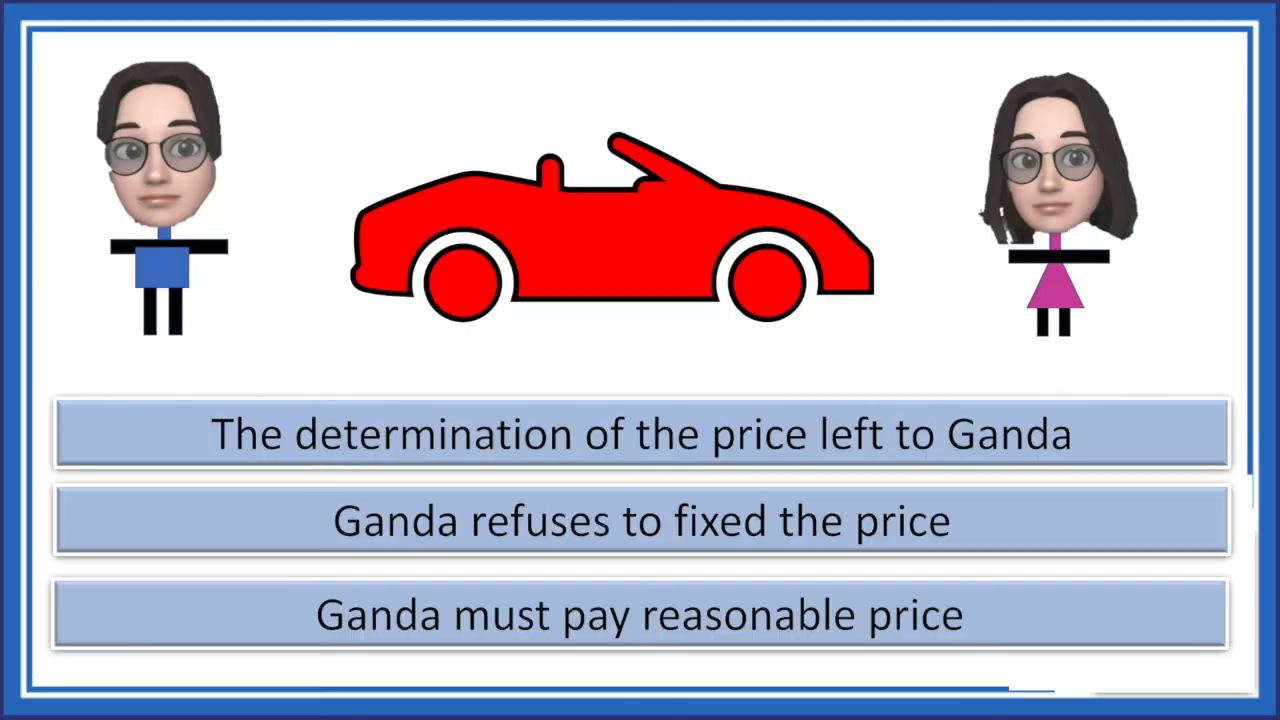 The determination of the price left to Ganda
Ganda refuses to fixed the price
Ganda must pay reasonable price